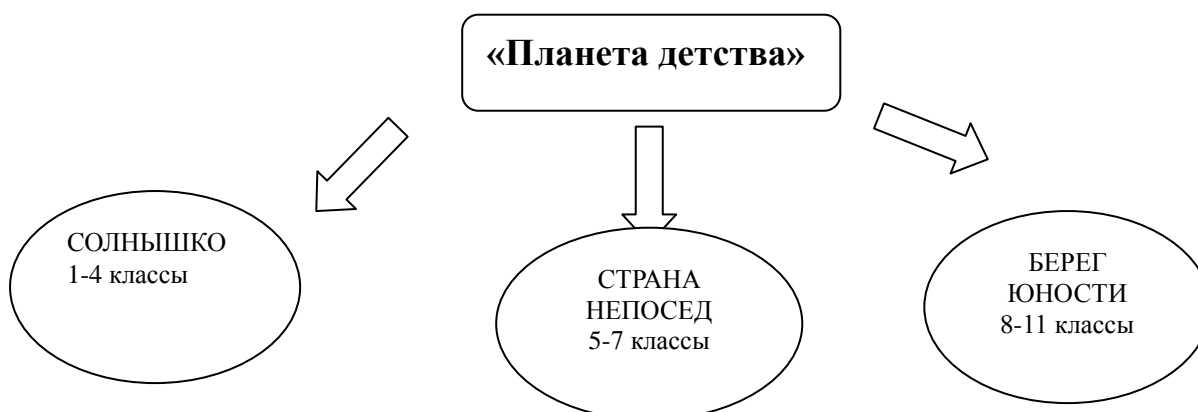 «Планета детства»
СОЛНЫШКО
1-4 классы
СТРАНА
НЕПОСЕД
5-7 классы
БЕРЕГ
ЮНОСТИ
8-11 классы